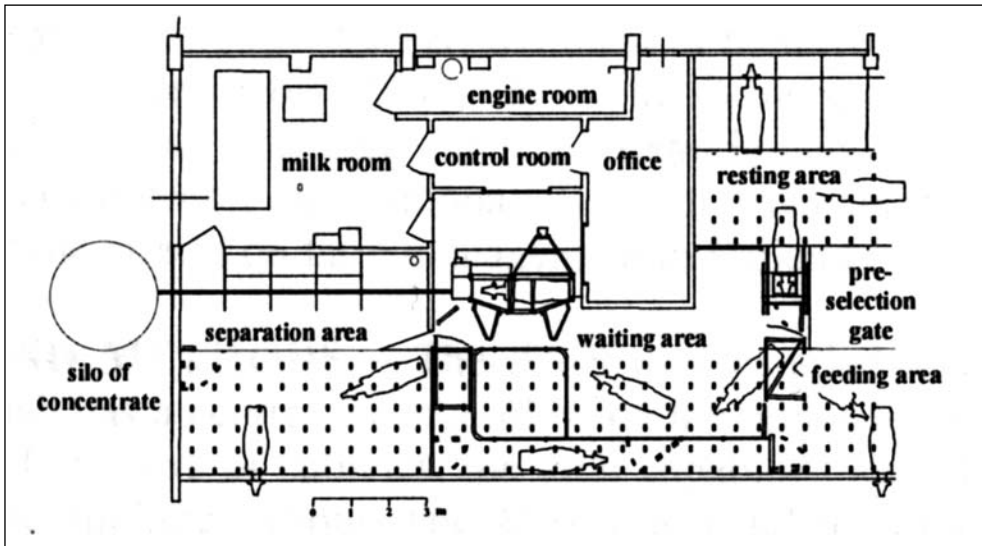 engine room
milk room
control room
office
resting area
pre-
selection
gate
separation area
waiting area
silo of
concentrate
feeding area
0 1 2 3 m